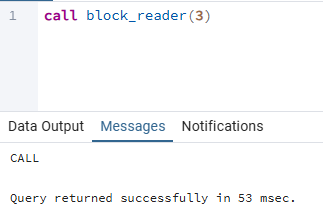 1 call block_reader(3)
Data Output Messages Notifications
CALL
Query returned successfully in 53 msec.